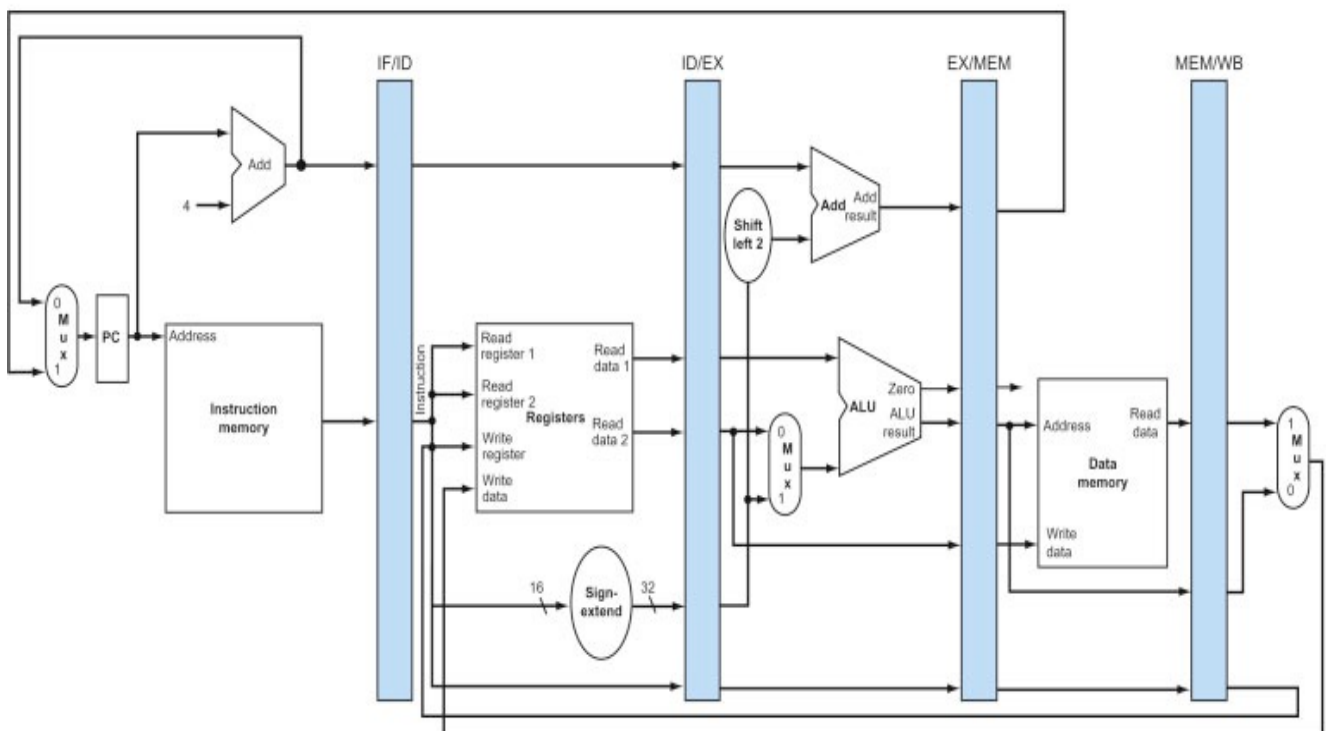 IF/ID
ID/EX
EX/MEM
MEM/WB
Add
4
Shift
left 2
Add
Add
result
0
M
u
x
1
PC
Address
Instruction
memory
Instruction
Read
register 1
Read
register 2
Write
register
Write
data
Registers
Read
data 1
Read
data 2
16
Sign-
extend
32
0
M
u
x
1
ALU
Zero
ALU
result
Address
Write
data
Data
memory
Read
data
1
M
u
x
0